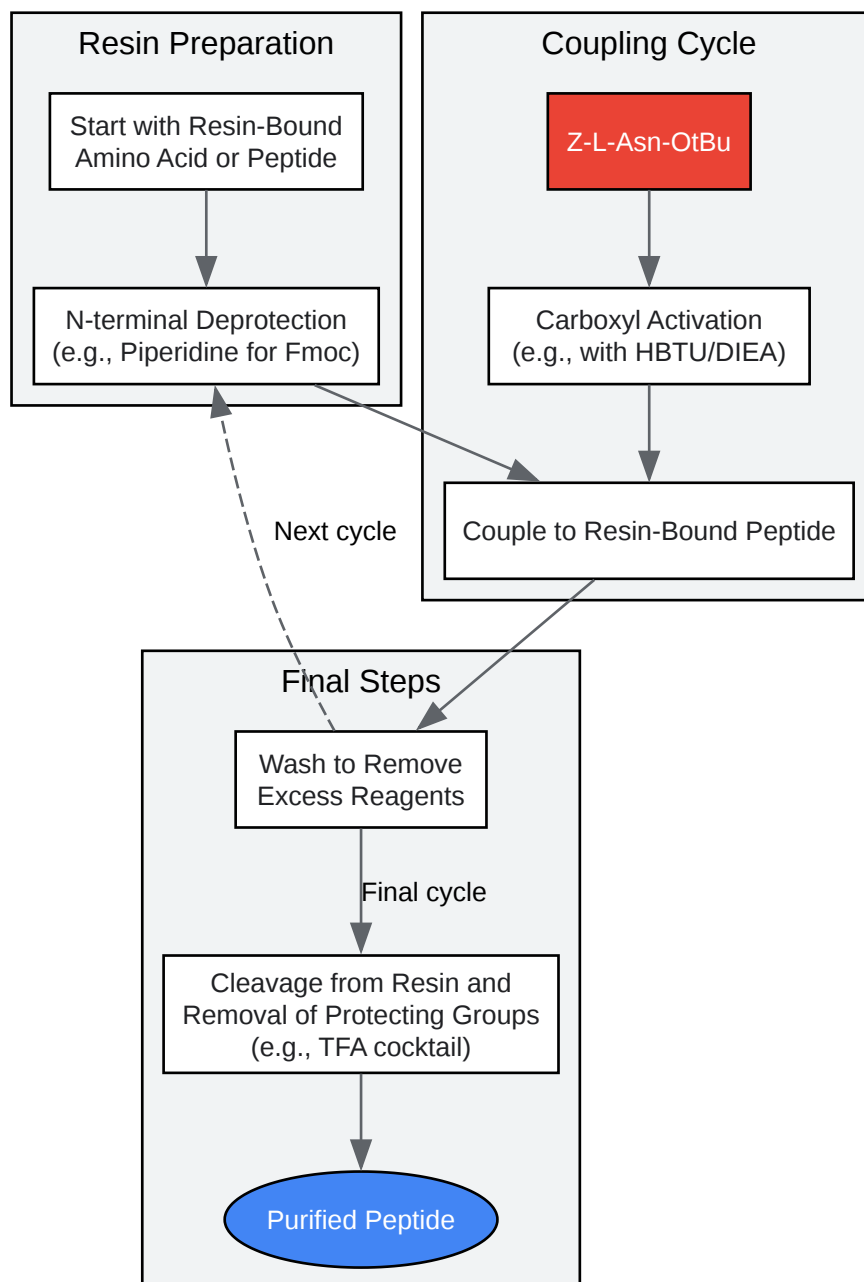 Resin Preparation
Start with Resin-Bound
Amino Acid or Peptide
N-terminal Deprotection
(e.g., Piperidine for Fmoc)
Coupling Cycle
Z-L-Asn-OtBu
Carboxyl Activation
(e.g., with HBTU/DIEA)
Couple to Resin-Bound Peptide
Next cycle
Final Steps
Wash to Remove
Excess Reagents
Final cycle
Cleavage from Resin and
Removal of Protecting Groups
(e.g., TFA cocktail)
Purified Peptide